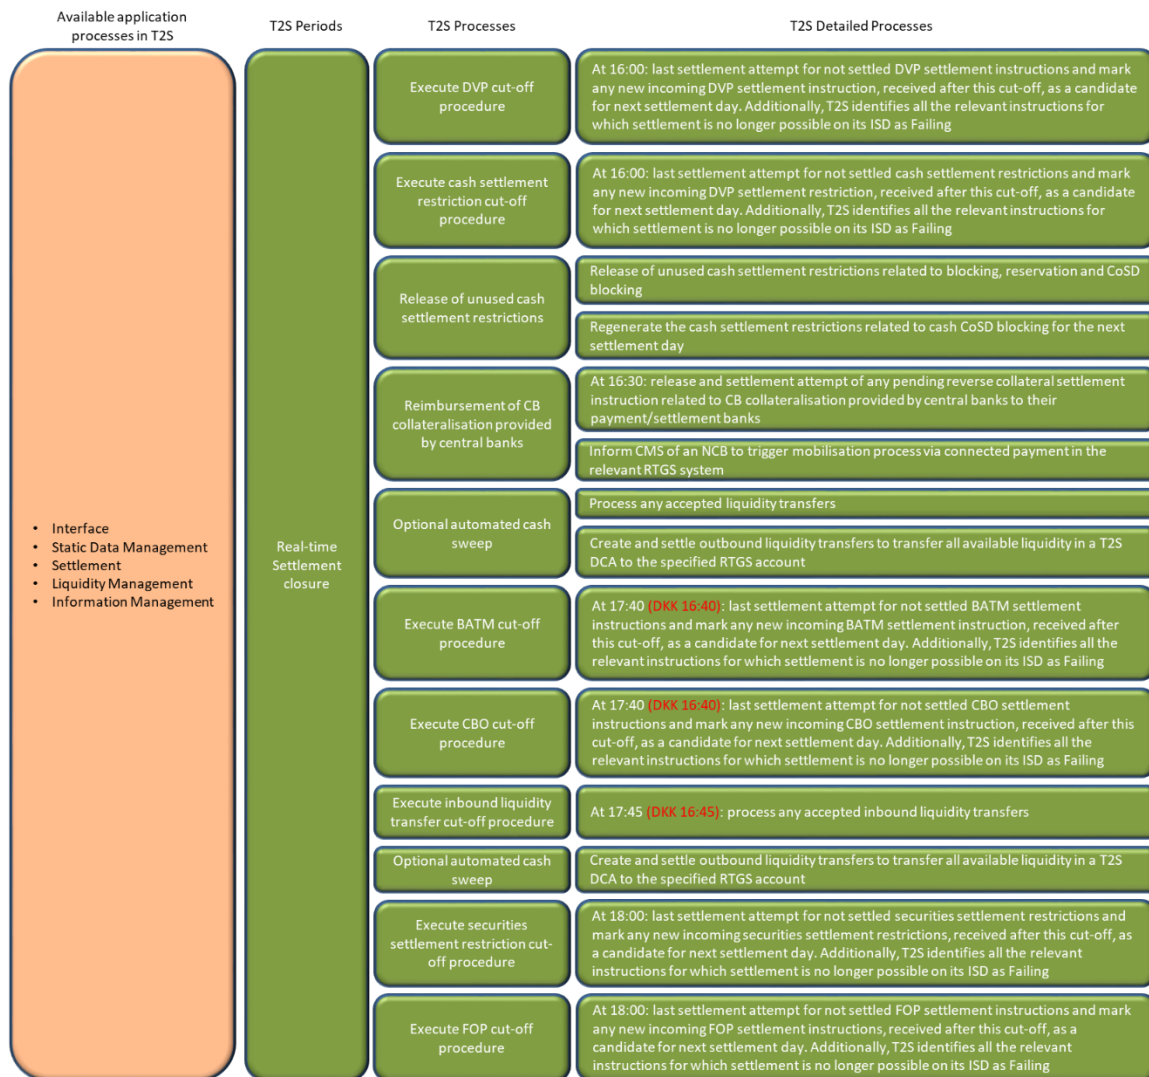 Available application
processes in T2S
T2S Periods
T2S Processes
T2S Detailed Processes
• Interface
• Static Data Management
• Settlement
• Liquidity Management
• Information Management
Real-time
Settlement
closure
Execute DVP cut-off
procedure
At 16:00: last settlement attempt for not settled DVP settlement instructions and mark
any new incoming DVP settlement instruction, received after this cut-off, as a candidate
for next settlement day. Additionally, T2S identifies all the relevant instructions for
which settlement is no longer possible on its ISD as Failing
Execute cash settlement
restriction cut-off
procedure
At 16:00: last settlement attempt for not settled cash settlement restrictions and mark
any new incoming DVP settlement restriction, received after this cut-off, as a candidate
for next settlement day. Additionally, T2S identifies all the relevant instructions for
which settlement is no longer possible on its ISD as Failing
Release of unused cash
settlement restrictions
Release of unused cash settlement restrictions related to blocking, reservation and CoSD
blocking
Regenerate the cash settlement restrictions related to cash CoSD blocking for the next
settlement day
Reimbursement of CB
collateralisation provided
by central banks
At 16:30: release and settlement attempt of any pending reverse collateral settlement
instruction related to CB collateralisation provided by central banks to their
payment/settlement banks
Inform CMS of an NCB to trigger mobilisation process via connected payment in the
relevant RTGS system
Optional automated cash
sweep
Process any accepted liquidity transfers
Create and settle outbound liquidity transfers to transfer all available liquidity in a T2S
DCA to the specified RTGS account
Execute BATM cut-off
procedure
At 17:40 (DKK 16:40): last settlement attempt for not settled BATM settlement
instructions and mark any new incoming BATM settlement instruction, received after
this cut-off, as a candidate for next settlement day. Additionally, T2S identifies all the
relevant instructions for which settlement is no longer possible on its ISD as Failing
Execute CBO cut-off
procedure
At 17:40 (DKK 16:40): last settlement attempt for not settled CBO settlement
instructions and mark any new incoming CBO settlement instruction, received after this
cut-off, as a candidate for next settlement day. Additionally, T2S identifies all the
relevant instructions for which settlement is no longer possible on its ISD as Failing
Execute inbound liquidity
transfer cut-off procedure
At 17:45 (DKK 16:45): process any accepted inbound liquidity transfers
Optional automated cash
sweep
Create and settle outbound liquidity transfers to transfer all available liquidity in a T2S
DCA to the specified RTGS account
Execute securities
settlement restriction cut-
off procedure
At 18:00: last settlement attempt for not settled securities settlement restrictions and
mark any new incoming securities settlement restrictions, received after this cut-off, as
a candidate for next settlement day. Additionally, T2S identifies all the relevant
instructions for which settlement is no longer possible on its ISD as Failing
Execute FOP cut-off
procedure
At 18:00: last settlement attempt for not settled FOP settlement instructions and mark
any new incoming FOP settlement instructions, received after this cut-off, as a
candidate for next settlement day. Additionally, T2S identifies all the relevant
instructions for which settlement is no longer possible on its ISD as Failing